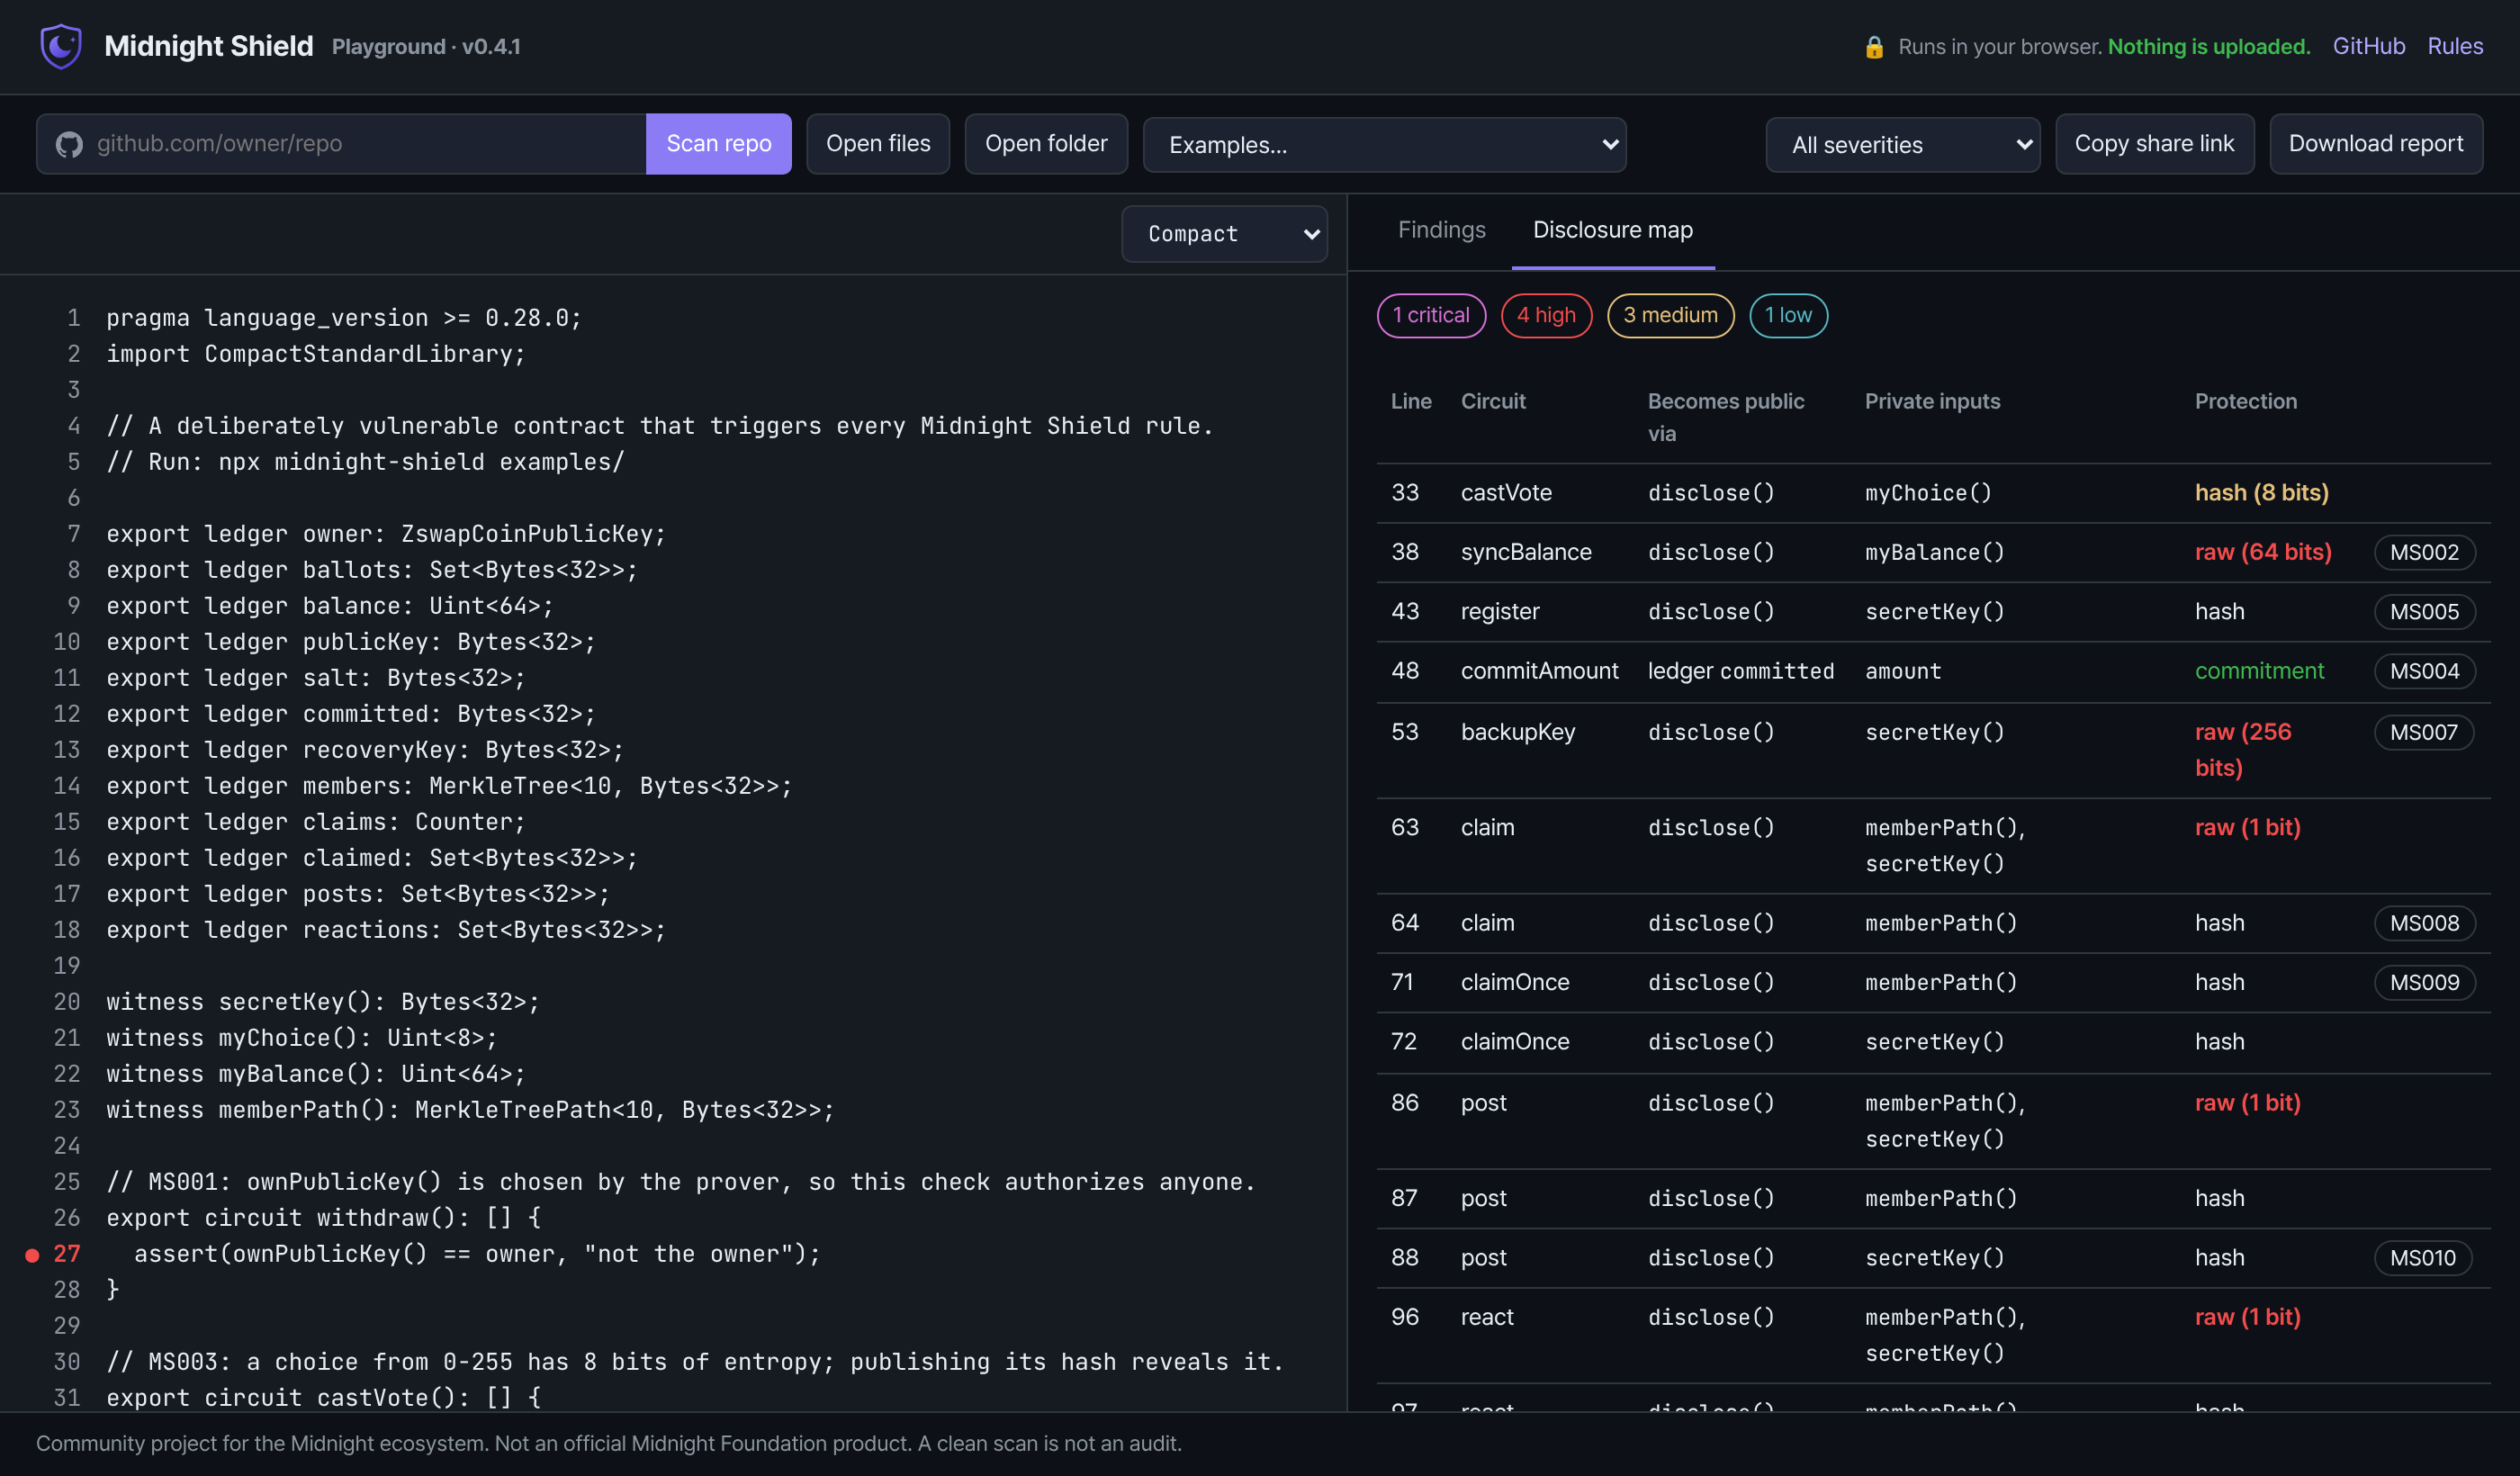 Midnight Shield Playground · v0.4.1
🔒 Runs in your browser. Nothing is uploaded. GitHub Rules
github.com/owner/repo Scan repo Open files Open folder Examples... All severities Copy share link Download report
Compact
1 pragma language_version >= 0.28.0;
2 import CompactStandardLibrary;
3
4 // A deliberately vulnerable contract that triggers every Midnight Shield rule.
5 // Run: npx midnight-shield examples/
6
7 export ledger owner: ZswapCoinPublicKey;
8 export ledger ballots: Set<Bytes<32>>;
9 export ledger balance: Uint<64>;
10 export ledger publicKey: Bytes<32>;
11 export ledger salt: Bytes<32>;
12 export ledger committed: Bytes<32>;
13 export ledger recoveryKey: Bytes<32>;
14 export ledger members: MerkleTree<10, Bytes<32>>;
15 export ledger claims: Counter;
16 export ledger claimed: Set<Bytes<32>>;
17 export ledger posts: Set<Bytes<32>>;
18 export ledger reactions: Set<Bytes<32>>;
19
20 witness secretKey(): Bytes<32>;
21 witness myChoice(): Uint<8>;
22 witness myBalance(): Uint<64>;
23 witness memberPath(): MerkleTreePath<10, Bytes<32>>;
24
25 // MS001: ownPublicKey() is chosen by the prover, so this check authorizes anyone.
26 export circuit withdraw(): [] {
27 assert(ownPublicKey() == owner, "not the owner");
28 }
29
30 // MS003: a choice from 0-255 has 8 bits of entropy; publishing its hash reveals it.
31 export circuit castVote(): [] {
Findings Disclosure map
1 critical 4 high 3 medium 1 low
Line Circuit Becomes public via Private inputs Protection
33 castVote disclose() myChoice() hash (8 bits)
38 syncBalance disclose() myBalance() raw (64 bits) MS002
43 register disclose() secretKey() hash MS005
48 commitAmount ledger committed amount commitment MS004
53 backupKey disclose() secretKey() raw (256 bits) MS007
63 claim disclose() memberPath(), secretKey() raw (1 bit)
64 claim disclose() memberPath() hash MS008
71 claimOnce disclose() memberPath() hash MS009
72 claimOnce disclose() secretKey() hash
86 post disclose() memberPath(), secretKey() raw (1 bit)
87 post disclose() memberPath() hash
88 post disclose() secretKey() hash MS010
96 react disclose() memberPath(), secretKey() raw (1 bit)
97 react disclose() memberPath() hash
Community project for the Midnight ecosystem. Not an official Midnight Foundation product. A clean scan is not an audit.